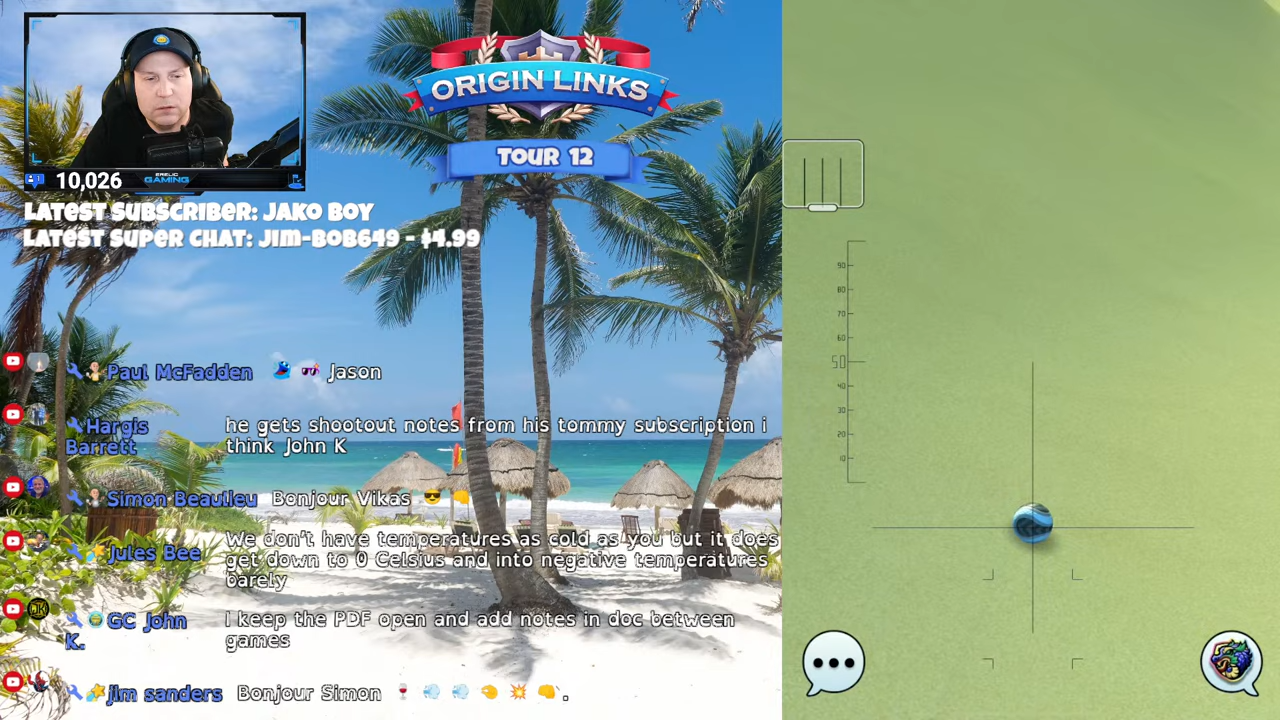 ORIGIN LINKS
TOUR 12
10,026
ERELIC
GAMING
LATEST SUBSCRIBER: JAKO BOY
LATEST SUPER CHAT: JIM-BOB649 - $4.99
Paul McFadden Jason
Hargis Barrett he gets shootout notes from his tommy subscription i
think John K
Simon Beaulieu Bonjour Vikas
We don't have temperatures as cold as you but it does
Jules Bee get down to 0 Celsius and into negative temperatures
barely
GC John K. I keep the PDF open and add notes in doc between
games
jim sanders Bonjour Simon .
90
80
70
60
50
40
30
20
10